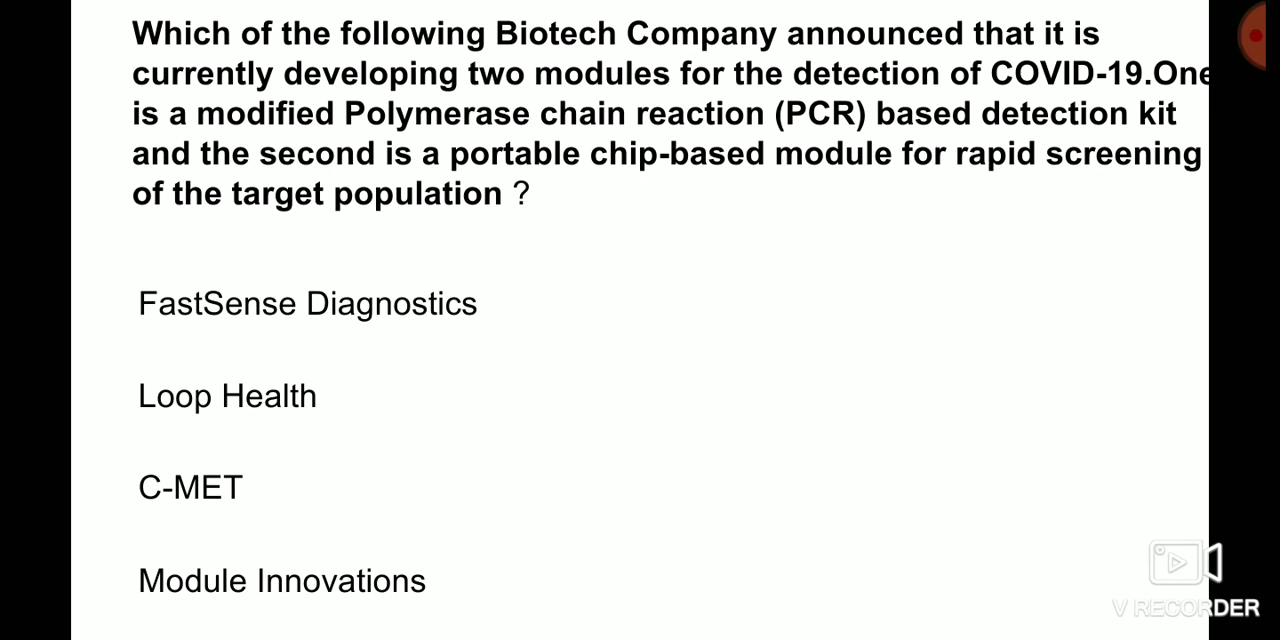 Which of the following Biotech Company announced that it is
currently developing two modules for the detection of COVID-19.One
is a modified Polymerase chain reaction (PCR) based detection kit
and the second is a portable chip-based module for rapid screening
of the target population ?
FastSense Diagnostics
Loop Health
C-MET
Module Innovations
V RECORDER